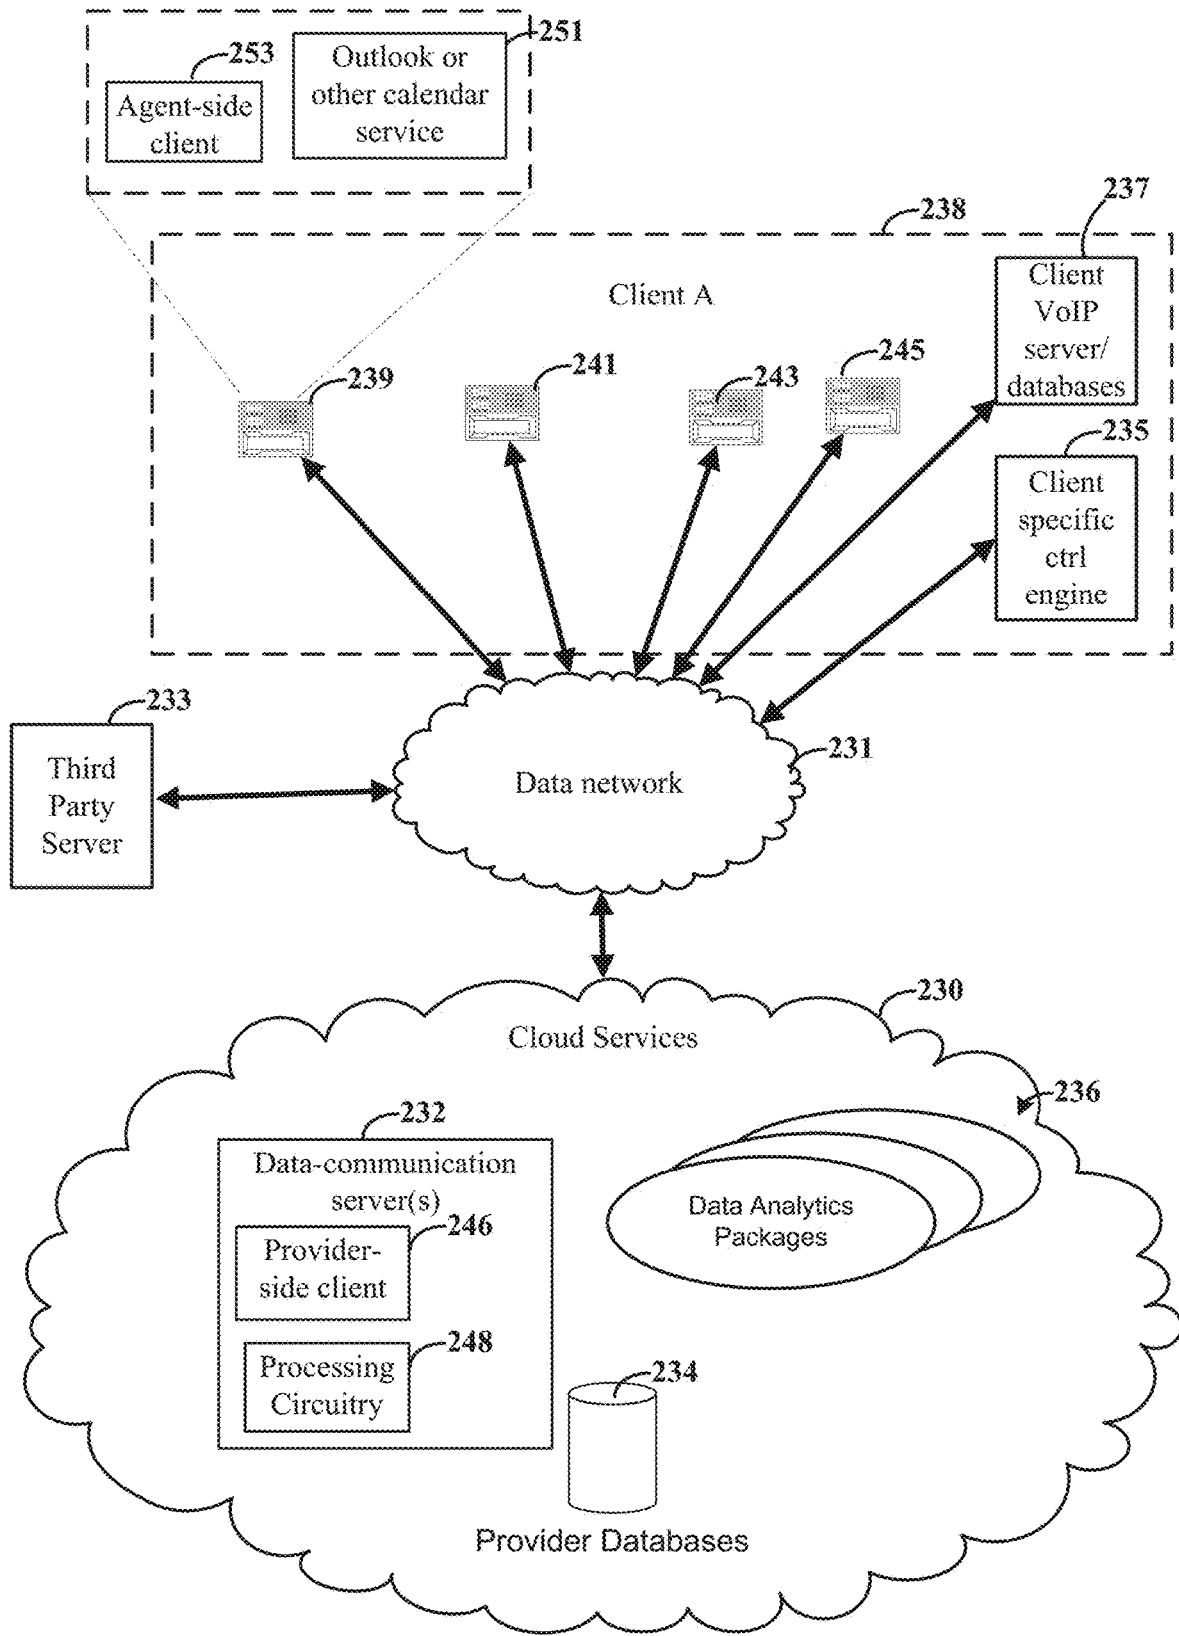 253
251
Agent-side
client
Outlook or
other calendar
service
238
237
Client A
Client
VoIP
server/
databases
239
241
243
245
235
Client
specific
ctrl
engine
233
Third
Party
Server
231
Data network
230
Cloud Services
236
232
Data-communication
server(s)
246
Provider-
side client
248
Processing
Circuitry
Data Analytics
Packages
234
Provider Databases